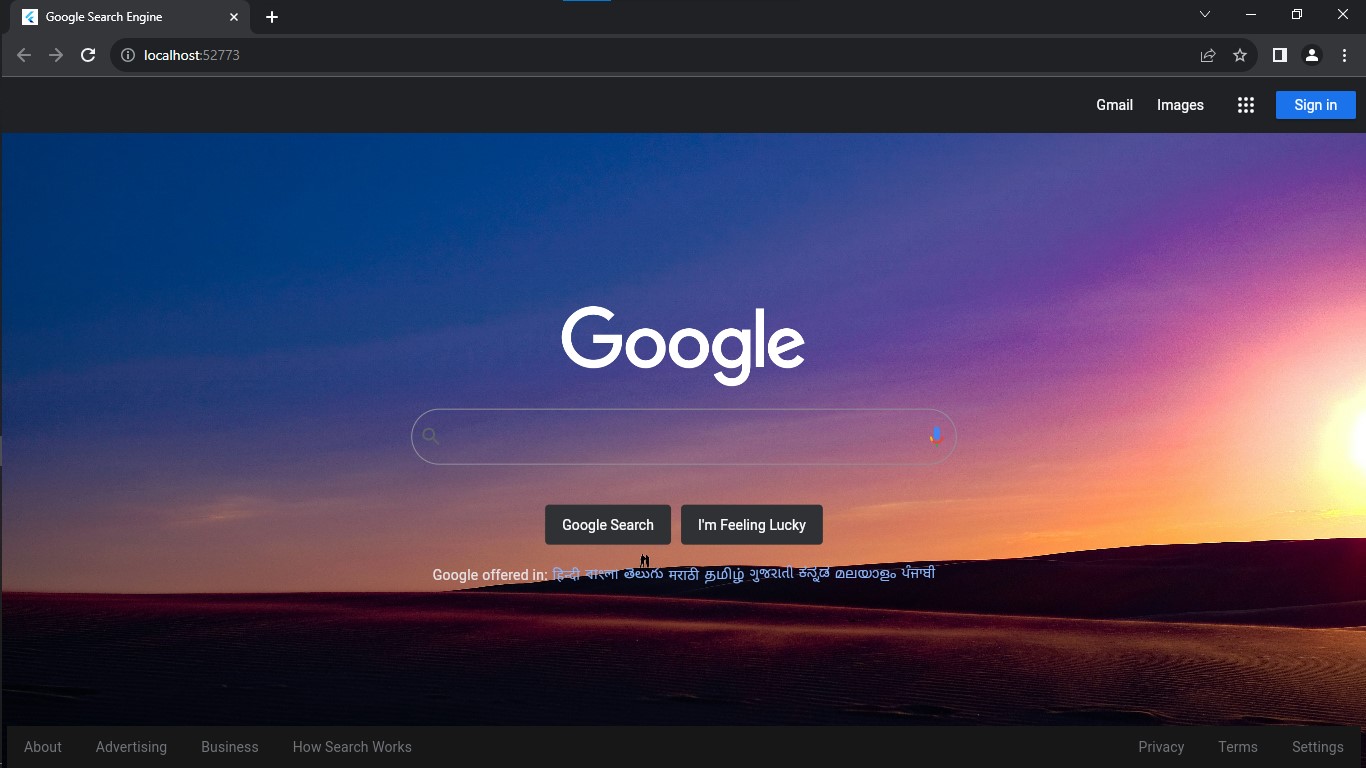 Google Search Engine
localhost:52773
Gmail Images Sign in
Google
Google Search I'm Feeling Lucky
Google offered in: हिन्दी বাংলা తెలుగు मराठी தமிழ் ગુજરાતી ಕನ್ನಡ മലയാളം ਪੰਜਾਬੀ
About Advertising Business How Search Works Privacy Terms Settings